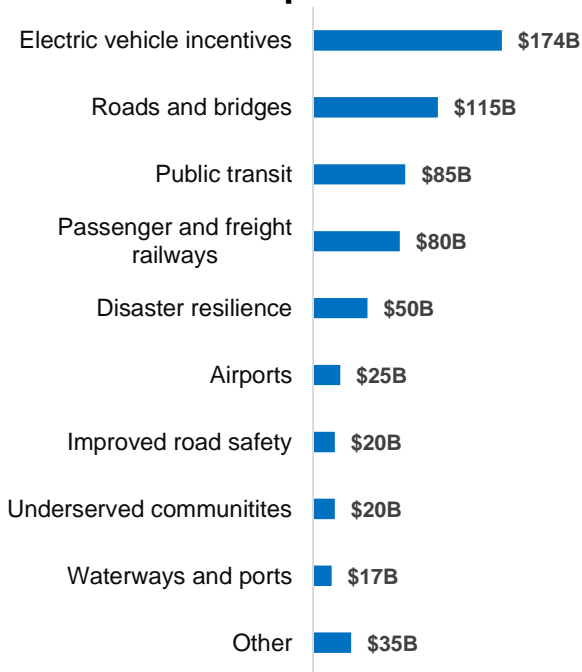 Electric vehicle incentives $174B
Roads and bridges $115B
Public transit $85B
Passenger and freight
railways $80B
Disaster resilience $50B
Airports $25B
Improved road safety $20B
Underserved communitites $20B
Waterways and ports $17B
Other $35B